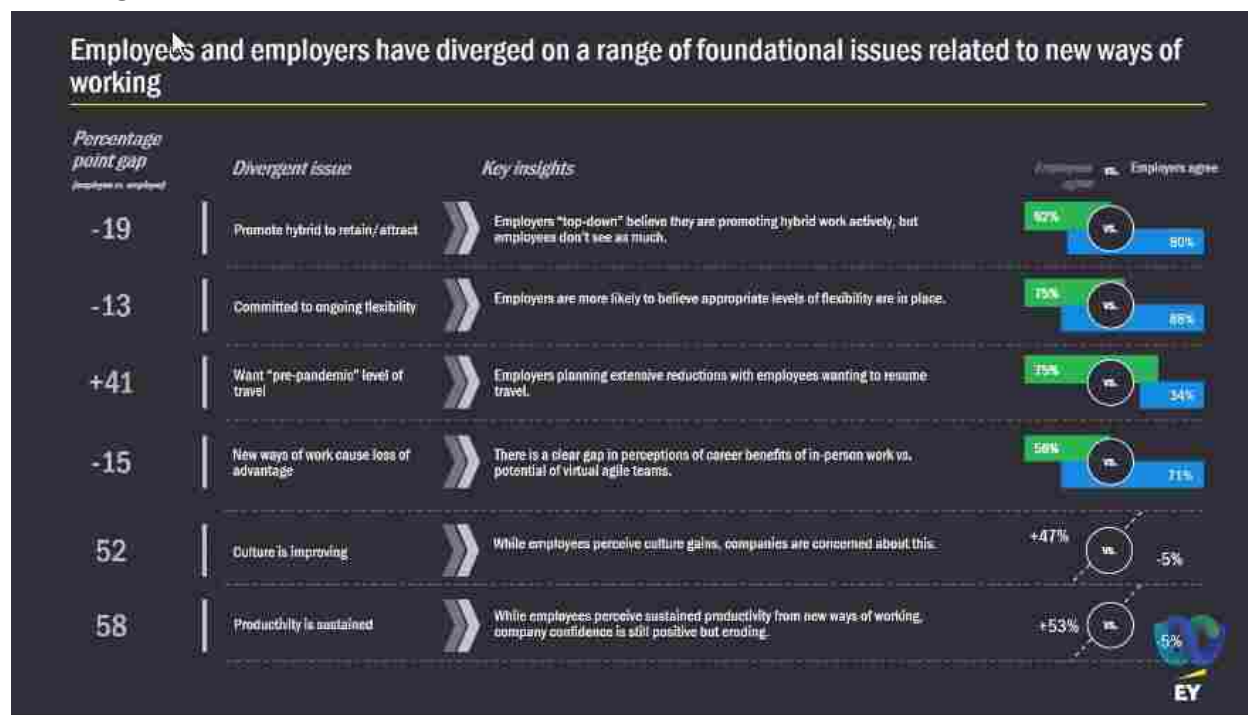 Employees and employers have diverged on a range of foundational issues related to new ways of
working
Percentage
point gap
Divergent issue
Key insights
vs. Employers agree
-19
Promote hybrid to retain/attract
Employers “top-down” believe they are promoting hybrid work actively, but
employees don't see as much.
vs.
80%
-13
Committed to ongoing flexibility
Employers are more likely to believe appropriate levels of flexibility are in place.
75%
vs.
88%
+41
Want “pre-pandemic” level of
travel
Employers planning extensive reductions with employees wanting to resume
travel.
75%
vs.
34%
-15
New ways of work cause loss of
advantage
There is a clear gap in perceptions of career benefits of in-person work vs.
potential of virtual agile teams.
56%
vs.
71%
52
Culture is improving
While employees perceive culture gains, companies are concerned about this.
+47%
vs.
-5%
58
Productivity is sustained
While employees perceive sustained productivity from new ways of working,
company confidence is still positive but eroding.
+53%
vs.
-5%
EY